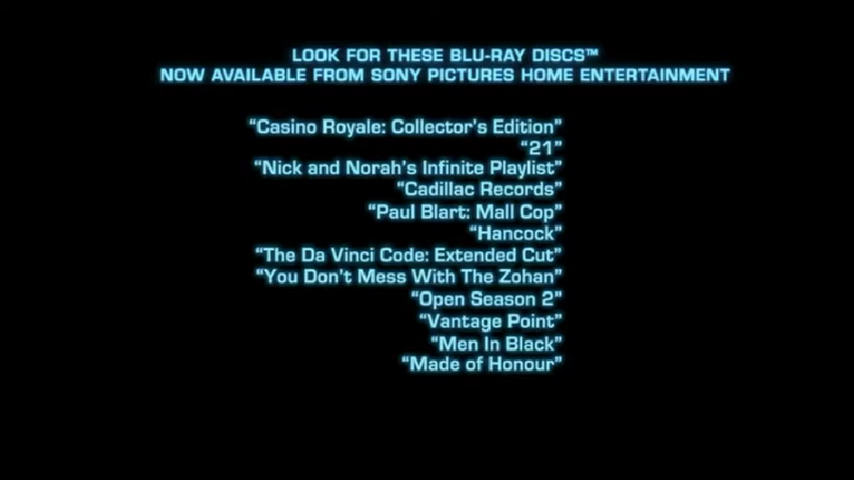 LOOK FOR THESE BLU-RAY DISCS™
NOW AVAILABLE FROM SONY PICTURES HOME ENTERTAINMENT
“Casino Royale: Collector’s Edition”
“21”
“Nick and Norah’s Infinite Playlist”
“Cadillac Records”
“Paul Blart: Mall Cop”
“Hancock”
“The Da Vinci Code: Extended Cut”
“You Don’t Mess With The Zohan”
“Open Season 2”
“Vantage Point”
“Men In Black”
“Made of Honour”